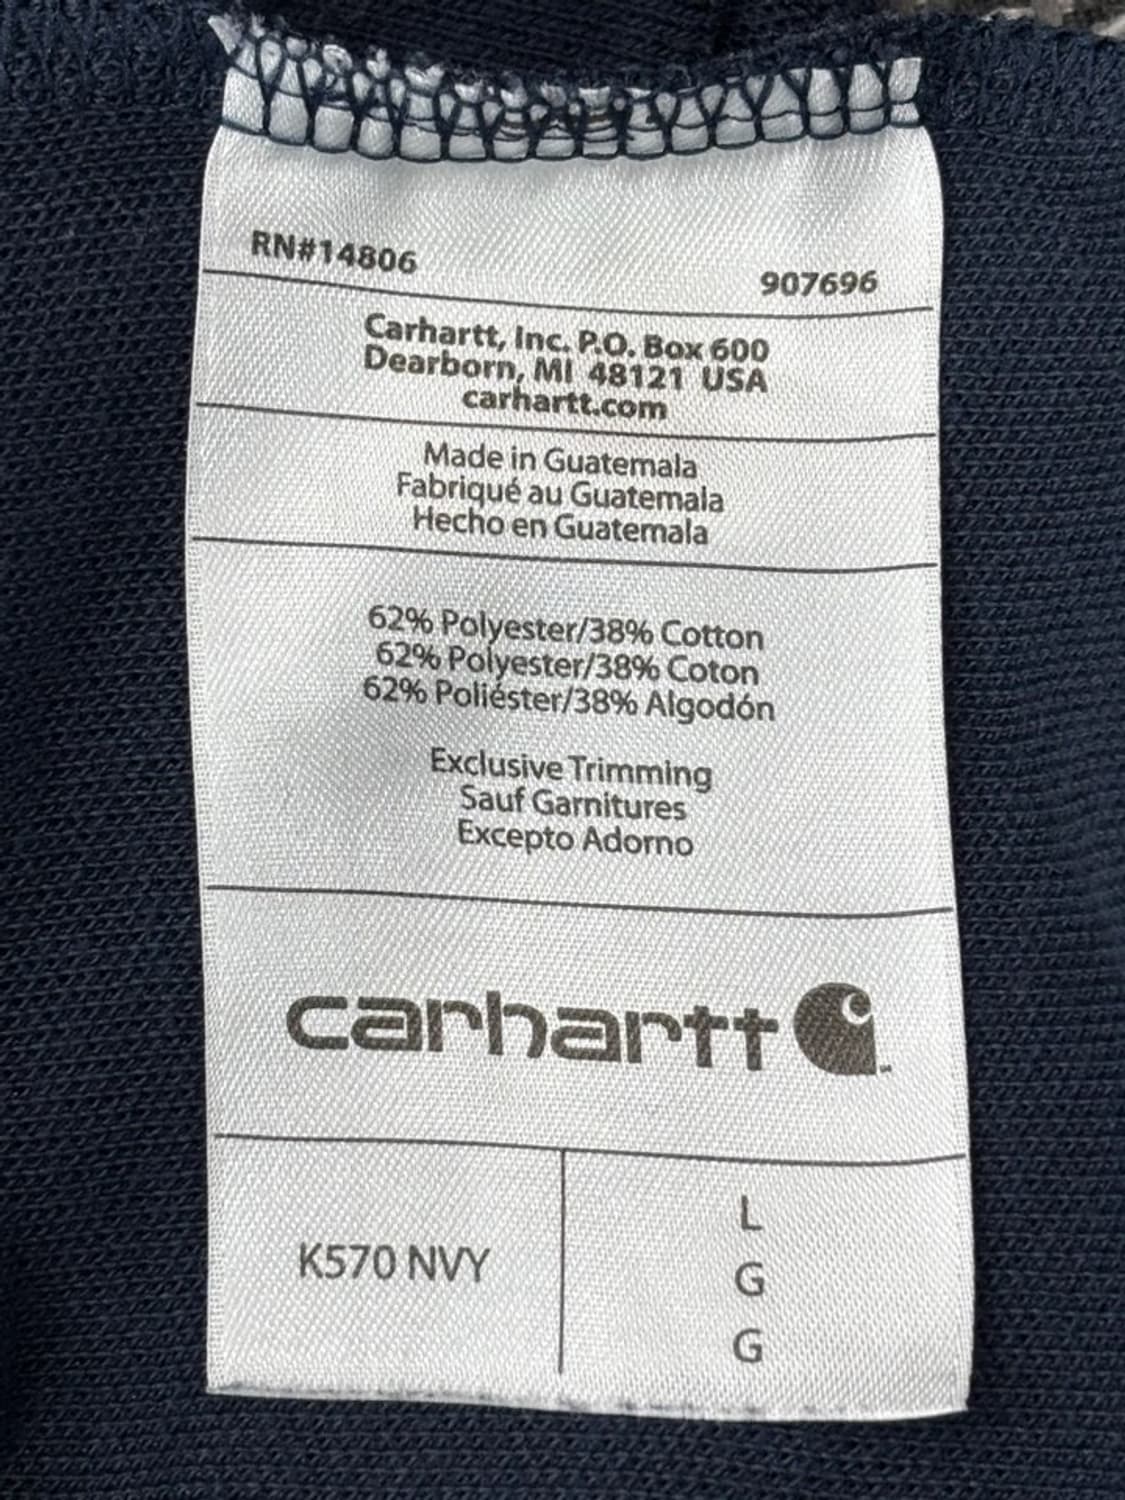 RN#14806
907696
Carhartt, Inc. P.O. Box 600
Dearborn, MI 48121 USA
carhartt.com
Made in Guatemala
Fabriqué au Guatemala
Hecho en Guatemala
62% Polyester/38% Cotton
62% Polyester/38% Coton
62% Poliéster/38% Algodón
Exclusive Trimming
Sauf Garnitures
Excepto Adorno
carhartt
K570 NVY
L
G
G